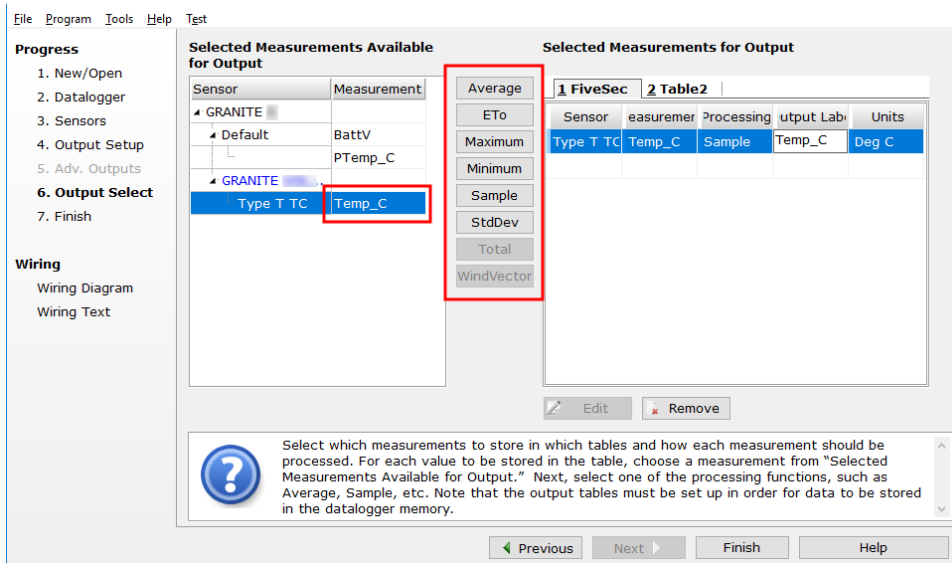 File Program Tools Help Test
Progress
1. New/Open
2. Datalogger
3. Sensors
4. Output Setup
5. Adv. Outputs
6. Output Select
7. Finish
Wiring
Wiring Diagram
Wiring Text
Selected Measurements Available
for Output
Sensor Measurement
GRANITE
Default BattV
PTemp_C
GRANITE
Type T TC Temp_C
Average
ETo
Maximum
Minimum
Sample
StdDev
Total
WindVector
Selected Measurements for Output
1 FiveSec 2 Table2
Sensor easuremer Processing utput Lab Units
Type T TC Temp_C Sample Temp_C Deg C
Edit Remove
Select which measurements to store in which tables and how each measurement should be
processed. For each value to be stored in the table, choose a measurement from “Selected
Measurements Available for Output.” Next, select one of the processing functions, such as
Average, Sample, etc. Note that the output tables must be set up in order for data to be stored
in the datalogger memory.
Previous Next Finish Help